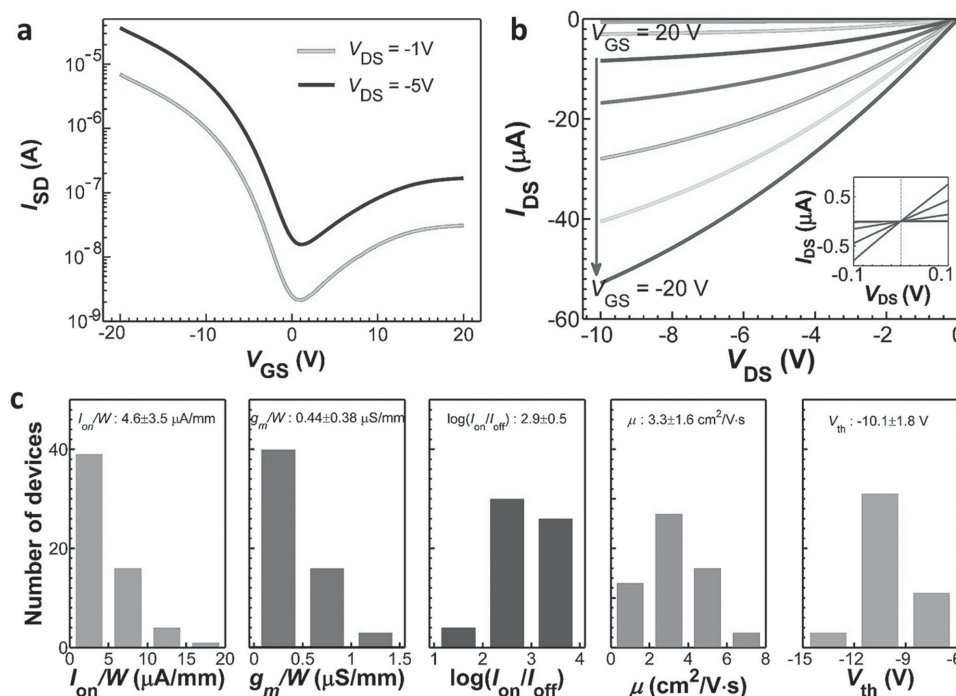 a
I_SD (A)
10^-5
10^-6
10^-7
10^-8
10^-9
V_DS = -1V
V_DS = -5V
-20 -10 0 10 20
V_GS (V)
b
I_DS (μA)
0
-20
-40
-60
V_GS = 20 V
V_GS = -20 V
-10 -8 -6 -4 -2 0
V_DS (V)
I_DS (μA)
0.5
-0.5
-0.1 0.1
V_DS (V)
c
Number of devices
40
20
0
I_on/W : 4.6±3.5 μA/mm
0 5 10 15 20
I_on/W (μA/mm)
g_m/W : 0.44±0.38 μS/mm
0 0.5 1 1.5
g_m/W (μS/mm)
log(I_on/I_off) : 2.9±0.5
1 2 3 4
log(I_on/I_off)
μ : 3.3±1.6 cm²/V·s
0 2 4 6 8
μ (cm²/V·s)
V_th : -10.1±1.8 V
-15 -12 -9 -6
V_th (V)